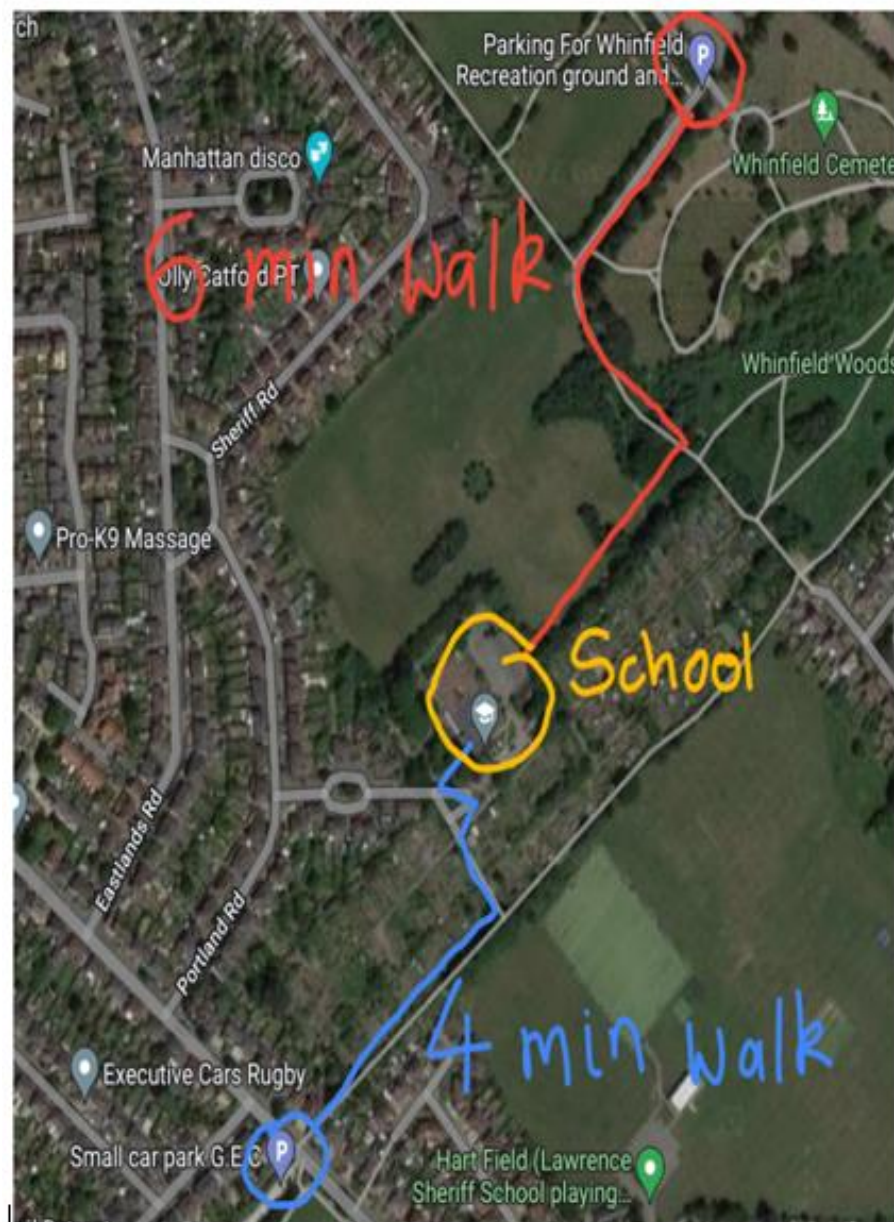 ch
Parking For Whinfield
Recreation ground and...
P
Manhattan disco
Whinfield Cemete
6 min walk
Olly Catford PT
Whinfield Woods
Sheriff Rd
Pro-K9 Massage
School
Eastlands Rd
Portland Rd
4 min walk
Executive Cars Rugby
Small car park G.E.C
P
Hart Field (Lawrence
Sheriff School playing...